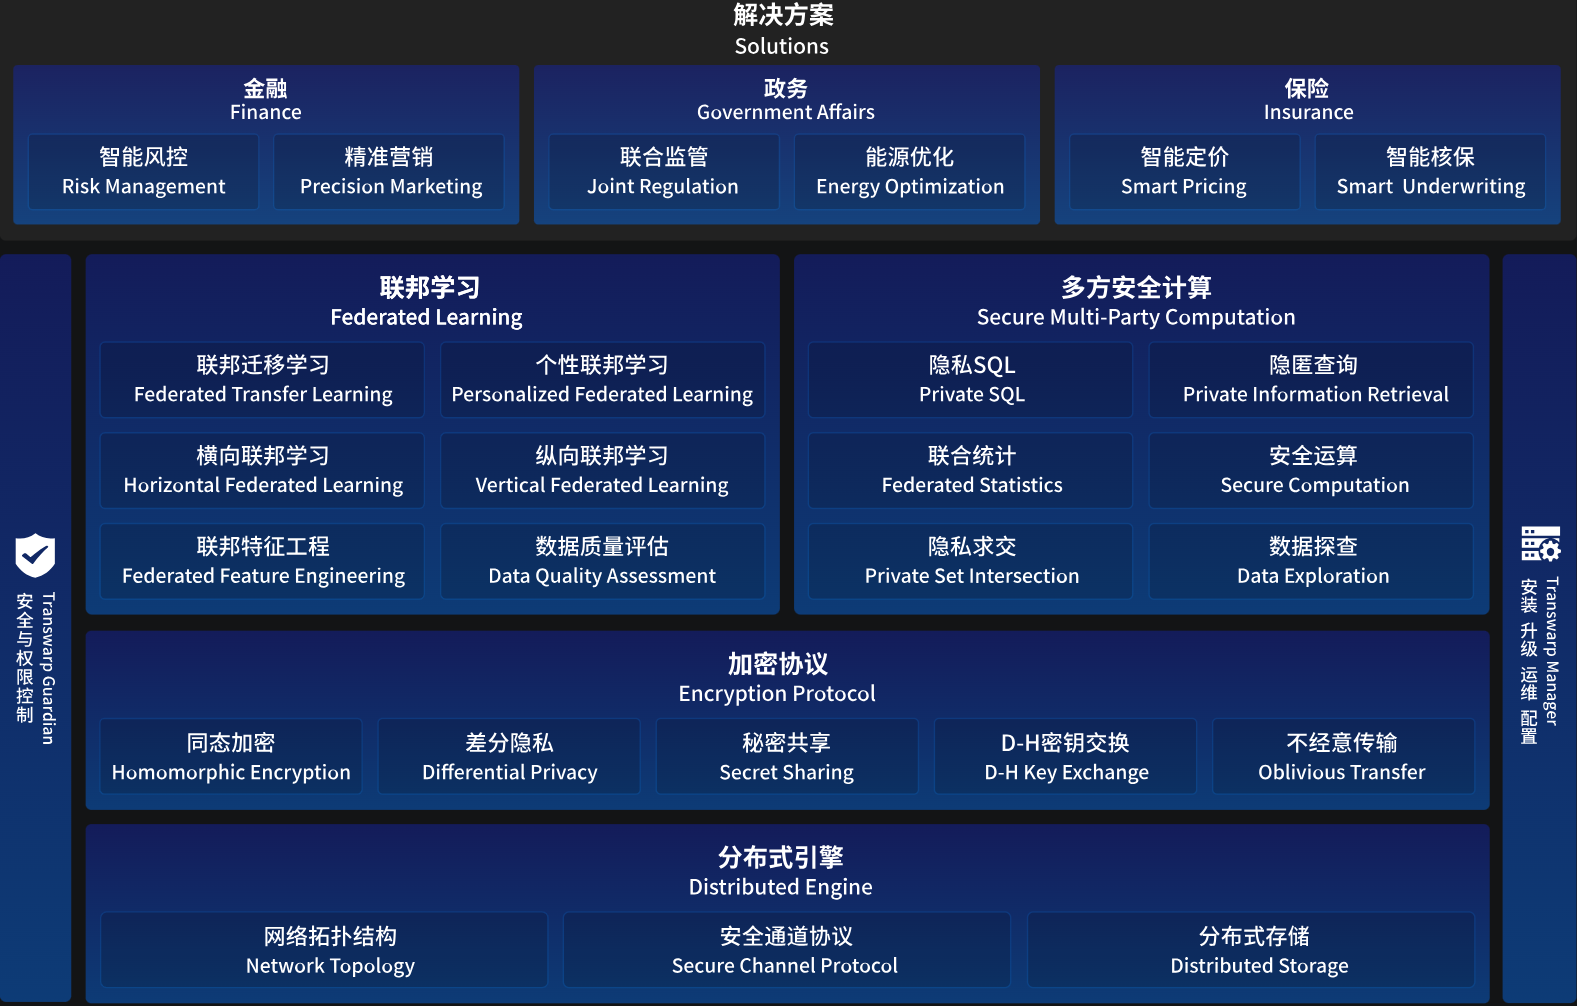 解决方案
Solutions
金融
Finance
智能风控
Risk Management
精准营销
Precision Marketing
政务
Government Affairs
联合监管
Joint Regulation
能源优化
Energy Optimization
保险
Insurance
智能定价
Smart Pricing
智能核保
Smart Underwriting
Transwarp Guardian
安全与权限控制
联邦学习
Federated Learning
联邦迁移学习
Federated Transfer Learning
个性联邦学习
Personalized Federated Learning
横向联邦学习
Horizontal Federated Learning
纵向联邦学习
Vertical Federated Learning
联邦特征工程
Federated Feature Engineering
数据质量评估
Data Quality Assessment
多方安全计算
Secure Multi-Party Computation
隐私SQL
Private SQL
隐匿查询
Private Information Retrieval
联合统计
Federated Statistics
安全运算
Secure Computation
隐私求交
Private Set Intersection
数据探查
Data Exploration
加密协议
Encryption Protocol
同态加密
Homomorphic Encryption
差分隐私
Differential Privacy
秘密共享
Secret Sharing
D-H密钥交换
D-H Key Exchange
不经意传输
Oblivious Transfer
分布式引擎
Distributed Engine
网络拓扑结构
Network Topology
安全通道协议
Secure Channel Protocol
分布式存储
Distributed Storage
Transwarp Manager
安装 升级 运维 配置